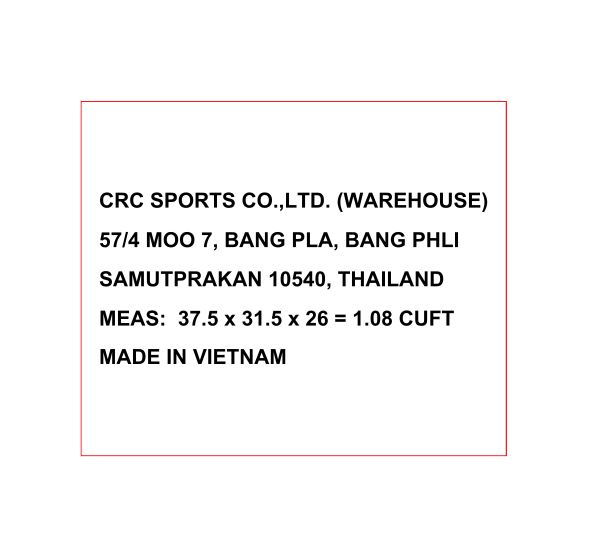 CRC SPORTS CO.,LTD. (WAREHOUSE)
57/4 MOO 7, BANG PLA, BANG PHLI
SAMUTPRAKAN 10540, THAILAND
MEAS:  37.5 x 31.5 x 26 = 1.08 CUFT
MADE IN VIETNAM